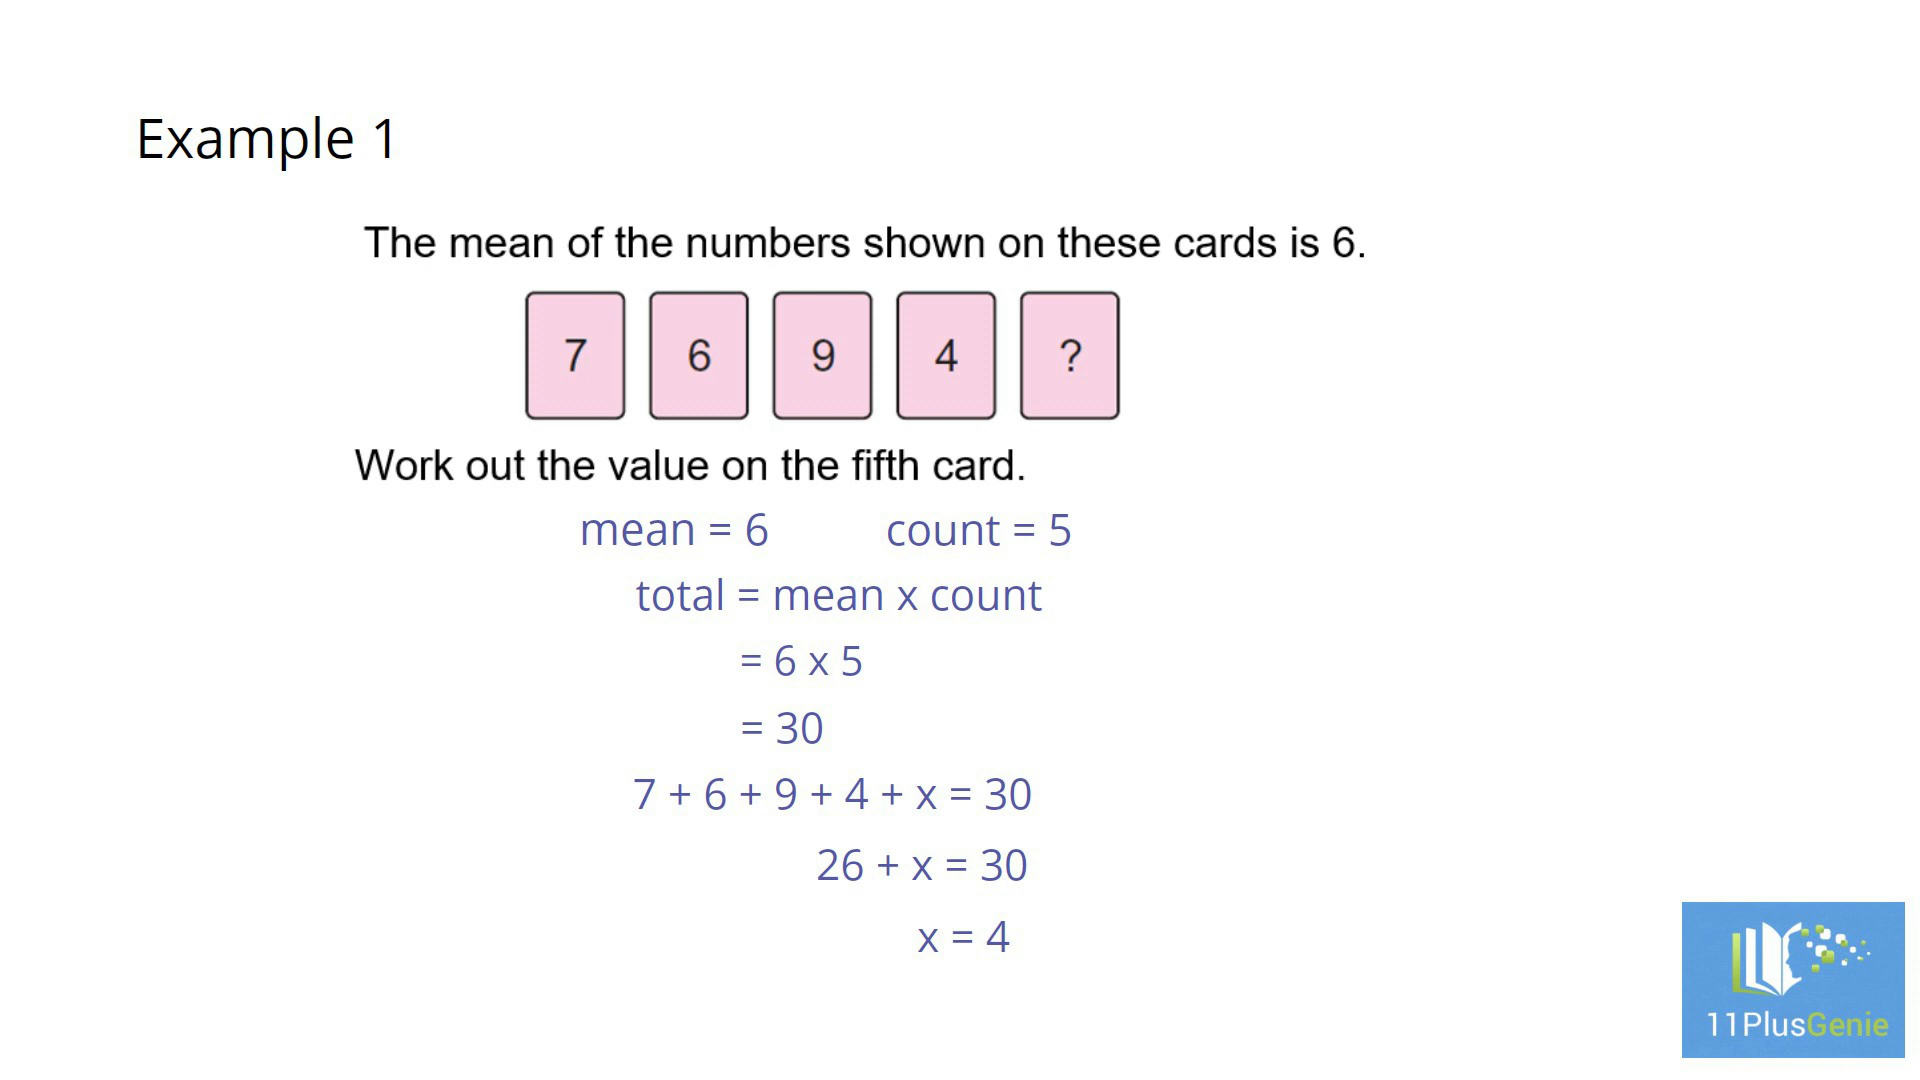 Example 1
The mean of the numbers shown on these cards is 6.
7 6 9 4 ?
Work out the value on the fifth card.
mean = 6 count = 5
total = mean x count
= 6 x 5
= 30
7 + 6 + 9 + 4 + x = 30
26 + x = 30
x = 4
11PlusGenie